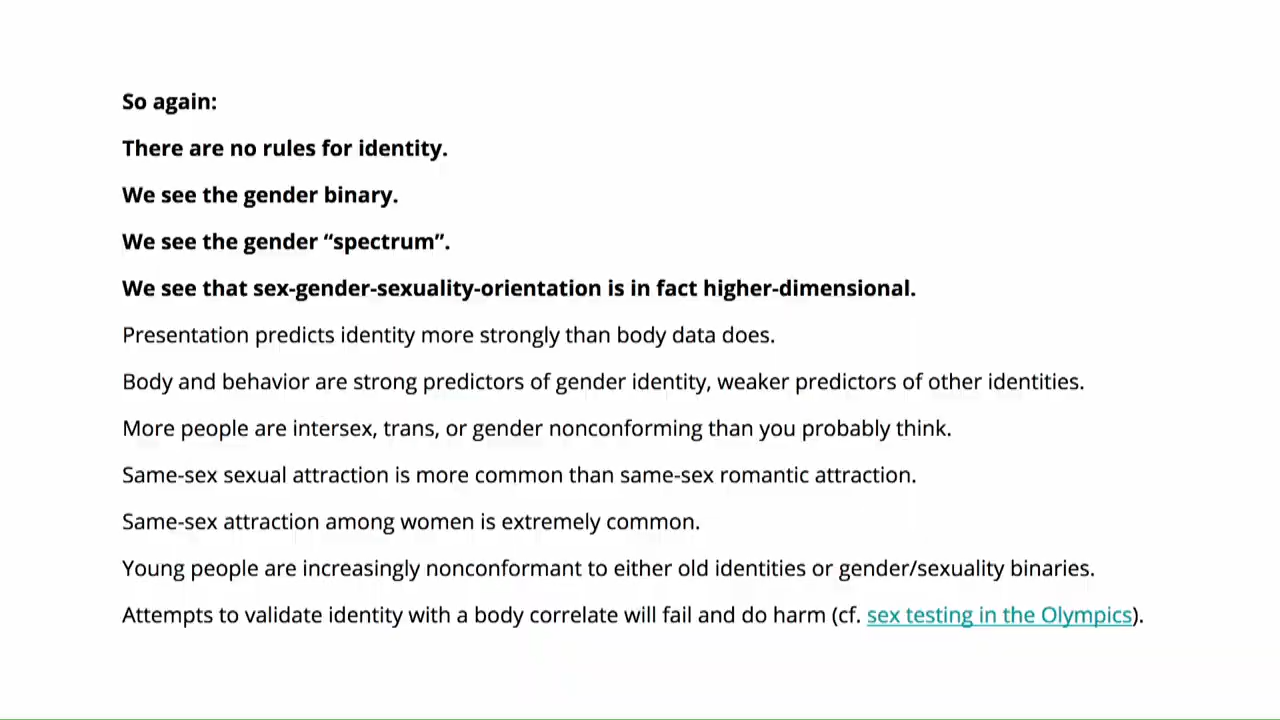 So again:
There are no rules for identity.
We see the gender binary.
We see the gender “spectrum”.
We see that sex-gender-sexuality-orientation is in fact higher-dimensional.
Presentation predicts identity more strongly than body data does.
Body and behavior are strong predictors of gender identity, weaker predictors of other identities.
More people are intersex, trans, or gender nonconforming than you probably think.
Same-sex sexual attraction is more common than same-sex romantic attraction.
Same-sex attraction among women is extremely common.
Young people are increasingly nonconformant to either old identities or gender/sexuality binaries.
Attempts to validate identity with a body correlate will fail and do harm (cf. sex testing in the Olympics).